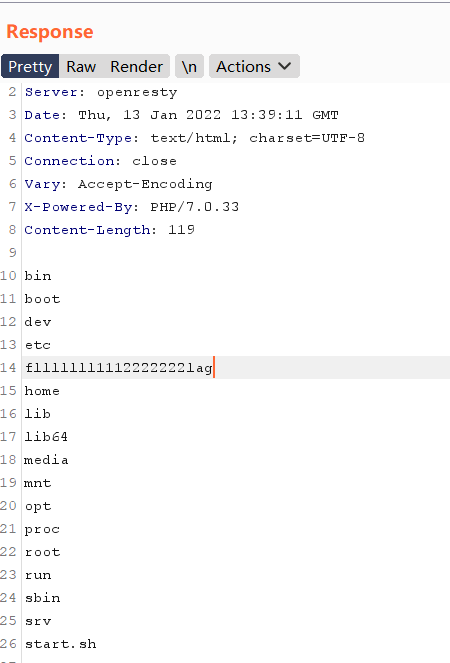 Response
Pretty Raw Render \n Actions
2 Server: openresty
3 Date: Thu, 13 Jan 2022 13:39:11 GMT
4 Content-Type: text/html; charset=UTF-8
5 Connection: close
6 Vary: Accept-Encoding
7 X-Powered-By: PHP/7.0.33
8 Content-Length: 119
9
10 bin
11 boot
12 dev
13 etc
14 flllllll1112222222lag
15 home
16 lib
17 lib64
18 media
19 mnt
20 opt
21 proc
22 root
23 run
24 sbin
25 srv
26 start.sh